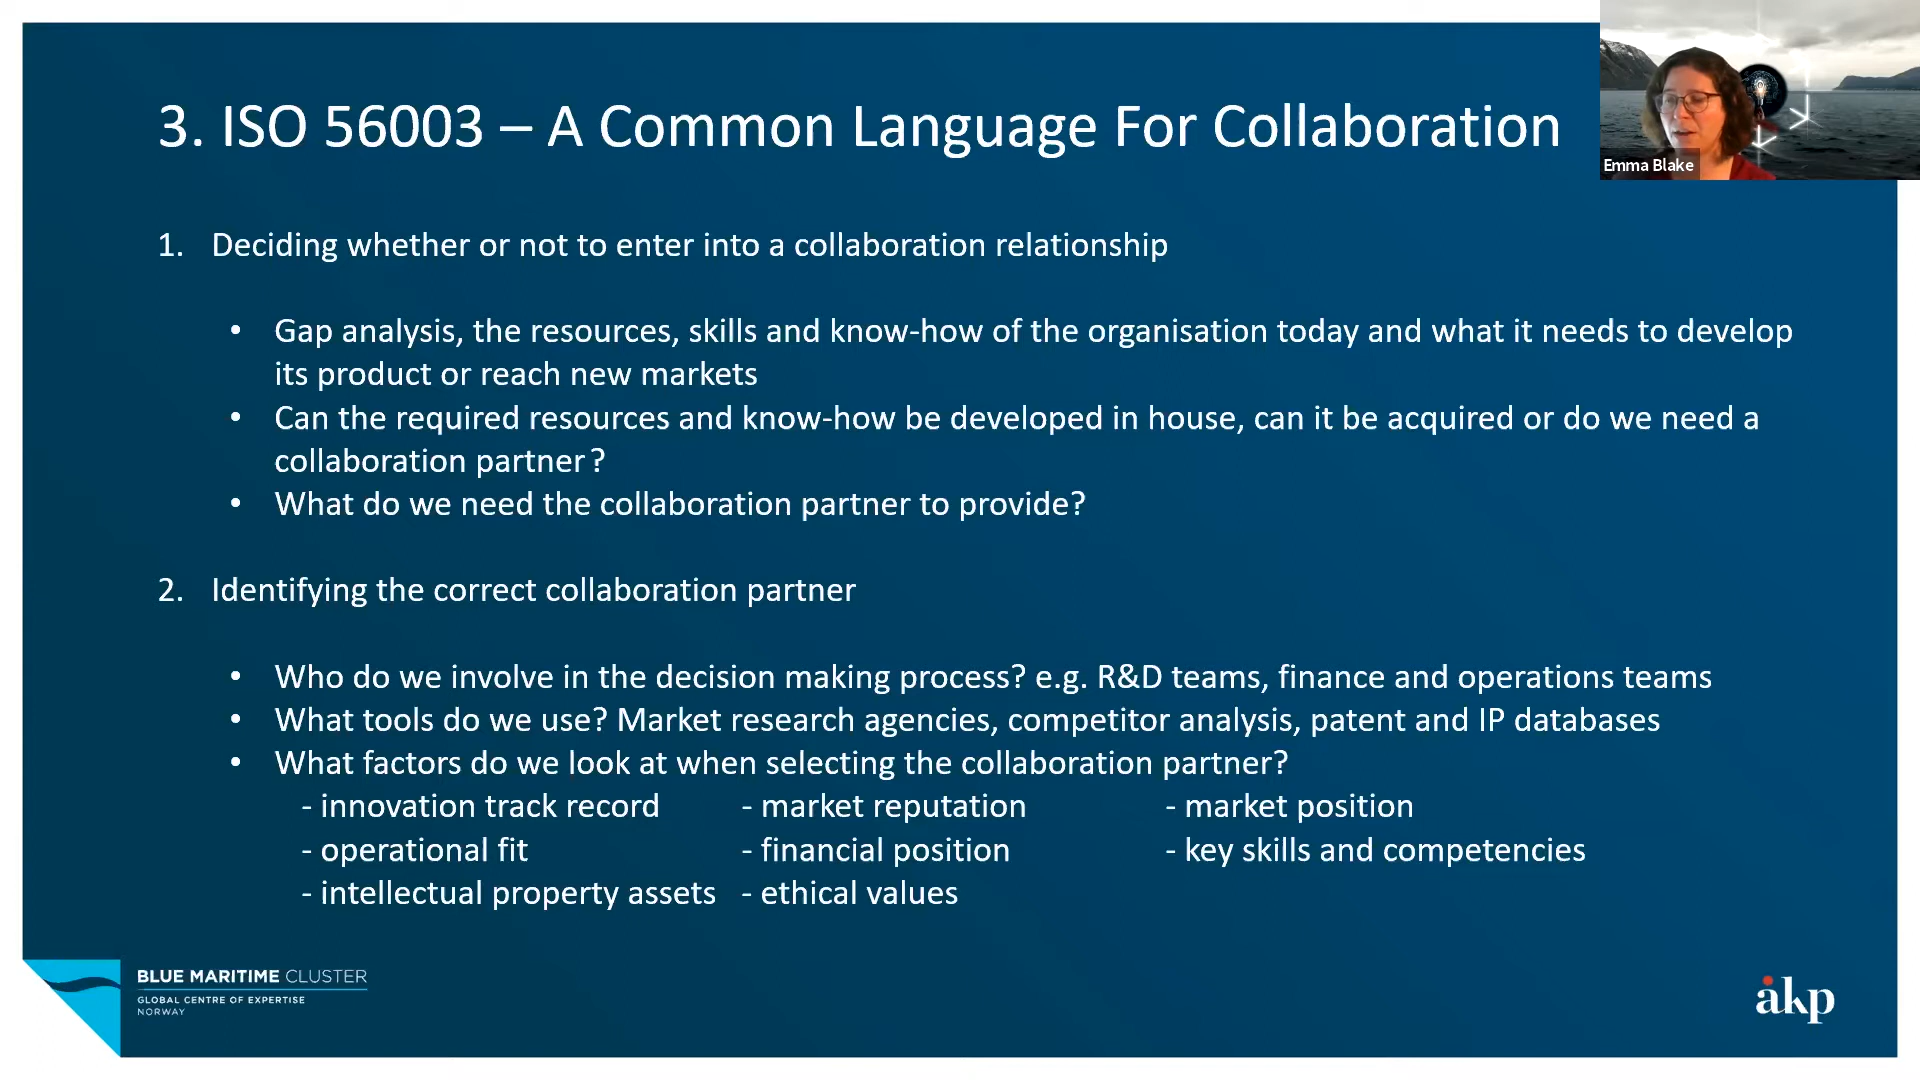 3. ISO 56003 – A Common Language For Collaboration
Emma Blake
1. Deciding whether or not to enter into a collaboration relationship
• Gap analysis, the resources, skills and know-how of the organisation today and what it needs to develop
its product or reach new markets
• Can the required resources and know-how be developed in house, can it be acquired or do we need a
collaboration partner?
• What do we need the collaboration partner to provide?
2. Identifying the correct collaboration partner
• Who do we involve in the decision making process? e.g. R&D teams, finance and operations teams
• What tools do we use? Market research agencies, competitor analysis, patent and IP databases
• What factors do we look at when selecting the collaboration partner?
- innovation track record - market reputation - market position
- operational fit - financial position - key skills and competencies
- intellectual property assets - ethical values
BLUE MARITIME CLUSTER
GLOBAL CENTRE OF EXPERTISE
NORWAY
åkp